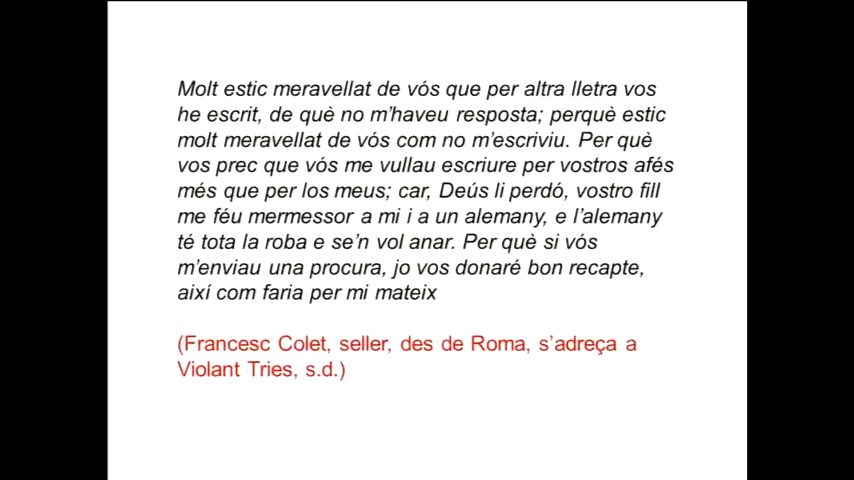 Molt estic meravellat de vós que per altra lletra vos
he escrit, de què no m'haveu resposta; perquè estic
molt meravellat de vós com no m'escriviu. Per què
vos prec que vós me vullau escriure per vostros afés
més que per los meus; car, Deús li perdó, vostro fill
me féu mermessor a mi i a un alemany, e l'alemany
té tota la roba e se'n vol anar. Per què si vós
m'enviau una procura, jo vos donaré bon recapte,
així com faria per mi mateix
(Francesc Colet, seller, des de Roma, s'adreça a
Violant Tries, s.d.)